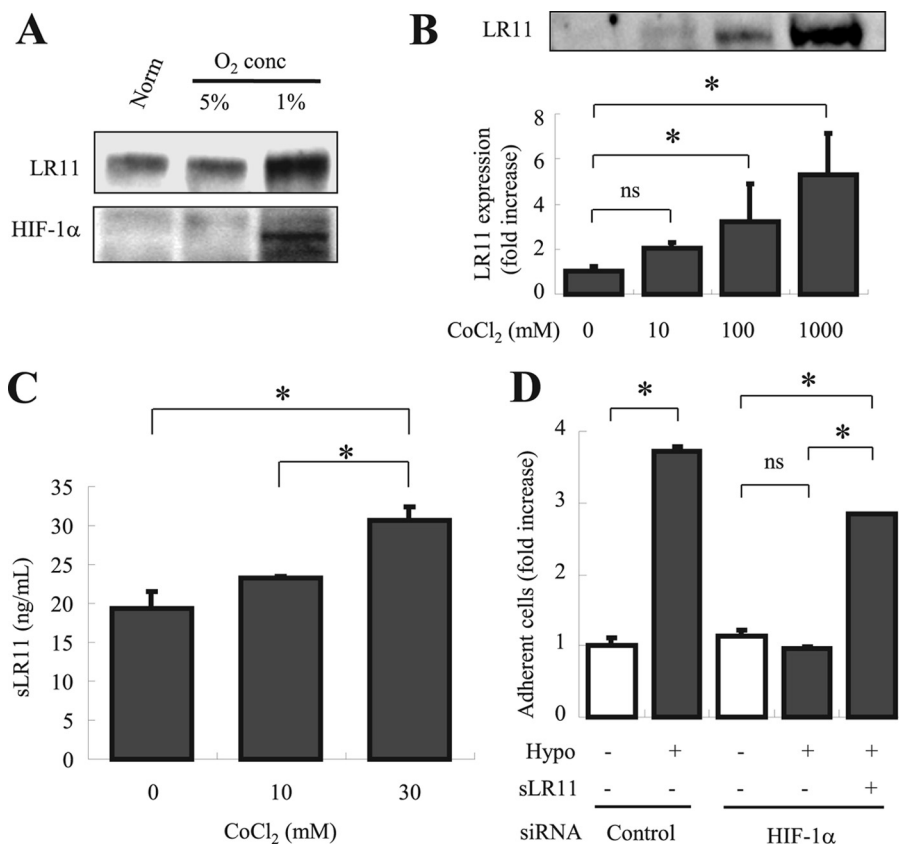 A
Norm
O₂ conc
5% 1%
LR11
HIF-1α
B
LR11
* 
*
ns
LR11 expression
(fold increase)
8
6
4
2
0
CoCl₂ (mM) 0 10 100 1000
C
*
*
sLR11 (ng/mL)
35
30
25
20
15
10
5
0
0 10 30
CoCl₂ (mM)
D
* *
*
ns
Adherent cells (fold increase)
4
3
2
1
0
Hypo - + - + +
sLR11 - - - - +
siRNA Control HIF-1α